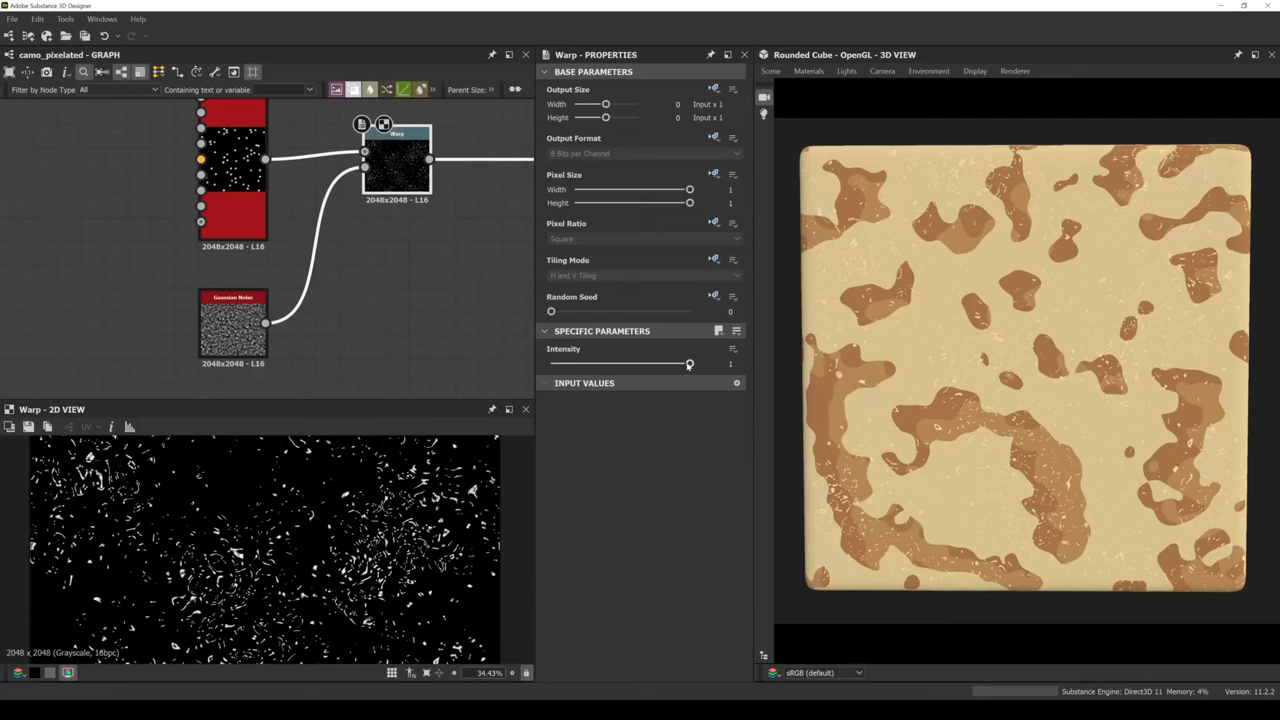 Adobe Substance 3D Designer
File Edit Tools Windows Help
camo_pixelated - GRAPH
Filter by Node Type All Containing text or variable Parent Size:
Warp
2048x2048 - L16
2048x2048 - L16
Gaussian Noise
2048x2048 - L16
Warp - 2D VIEW
UV
2048 x 2048 (Grayscale, 16bpc)
34.43%
Warp - PROPERTIES
BASE PARAMETERS
Output Size
Width 0 Input x 1
Height 0 Input x 1
Output Format
8 Bits per Channel
Pixel Size
Width 1
Height 1
Pixel Ratio
Square
Tiling Mode
H and V Tiling
Random Seed
0
SPECIFIC PARAMETERS
Intensity
1
INPUT VALUES
Rounded Cube - OpenGL - 3D VIEW
Scene Materials Lights Camera Environment Display Renderer
sRGB (default)
Substance Engine: Direct3D 11 Memory: 4% Version: 11.2.2